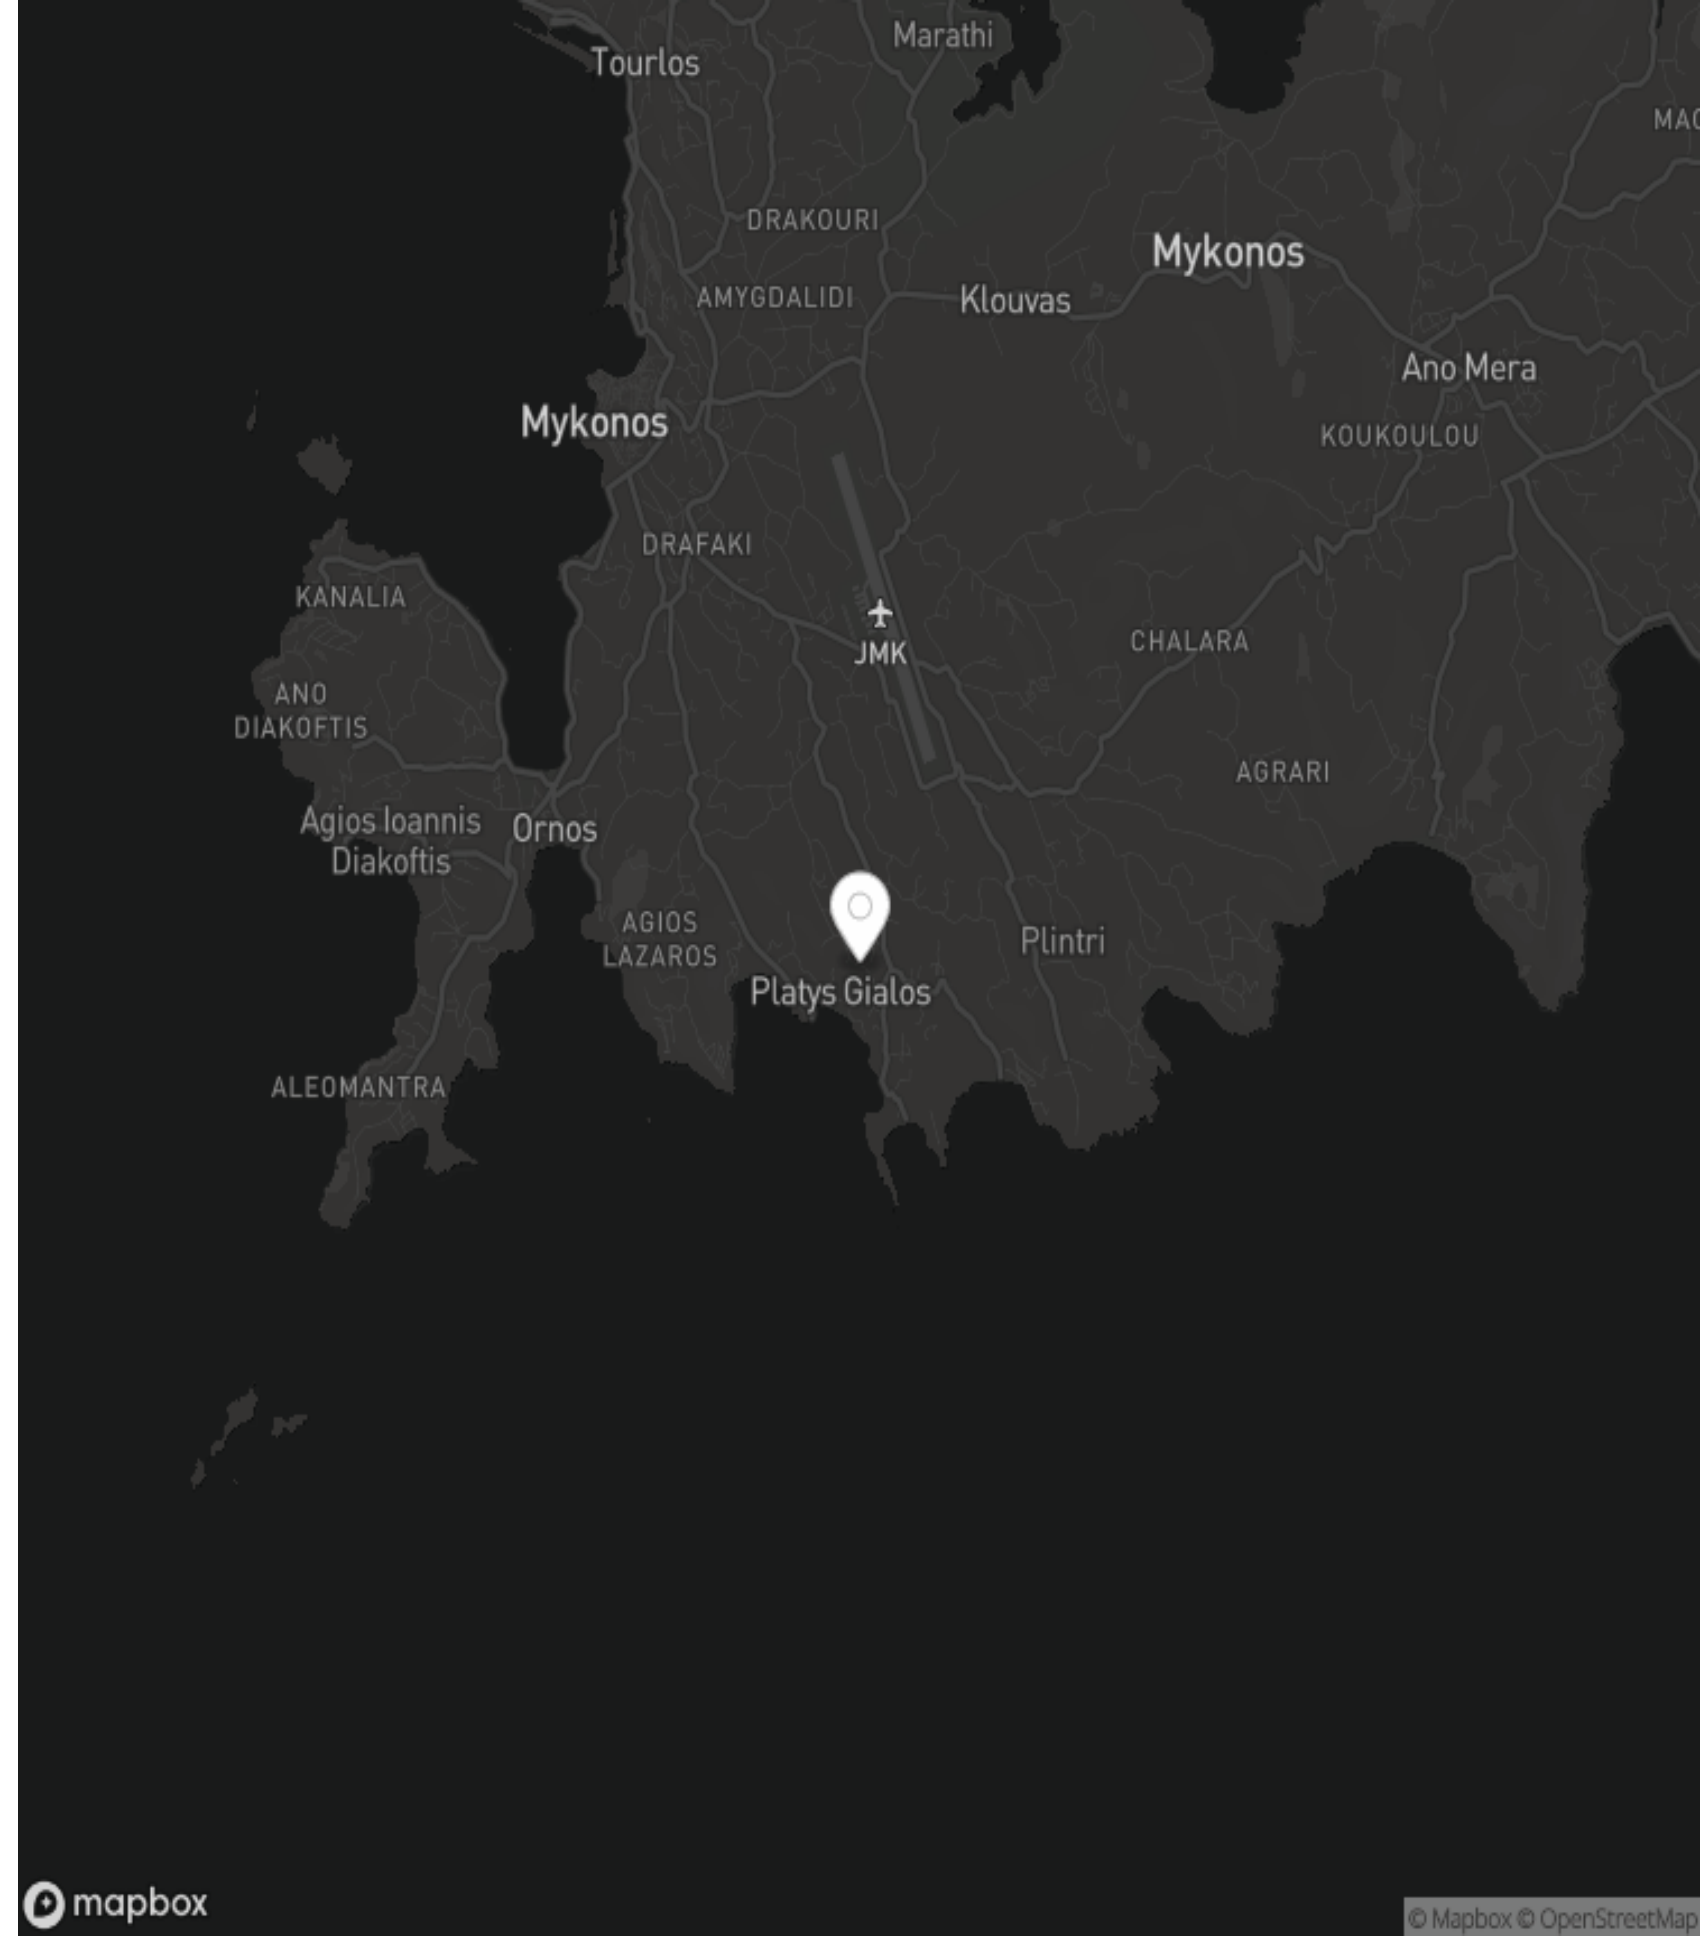 Marathi
Tourlos
MAC
DRAKOURI
Mykonos
AMYGDALIDI
Klouvas
Ano Mera
Mykonos
KOUKOULOU
DRAFAKI
KANALIA
JMK
CHALARA
ANO
DIAKOFTIS
AGRARI
Agios Ioannis
Diakoftis
Ornos
AGIOS
LAZAROS
Plintri
Platys Gialos
ALEOMANTRA
mapbox
© Mapbox © OpenStreetMap